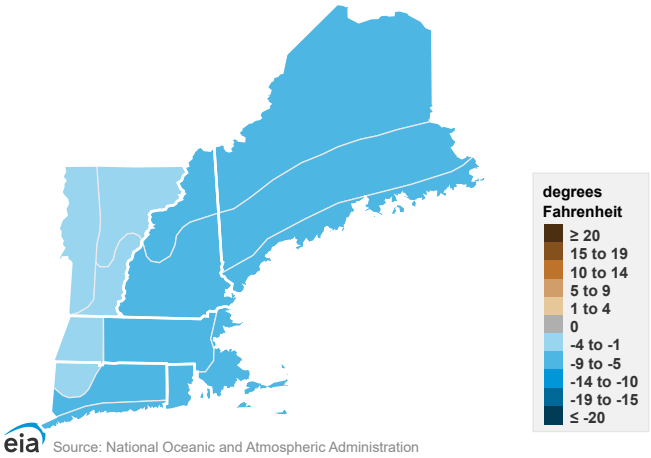 degrees
Fahrenheit
≥ 20
15 to 19
10 to 14
5 to 9
1 to 4
0
-4 to -1
-9 to -5
-14 to -10
-19 to -15
≤ -20
eia Source: National Oceanic and Atmospheric Administration